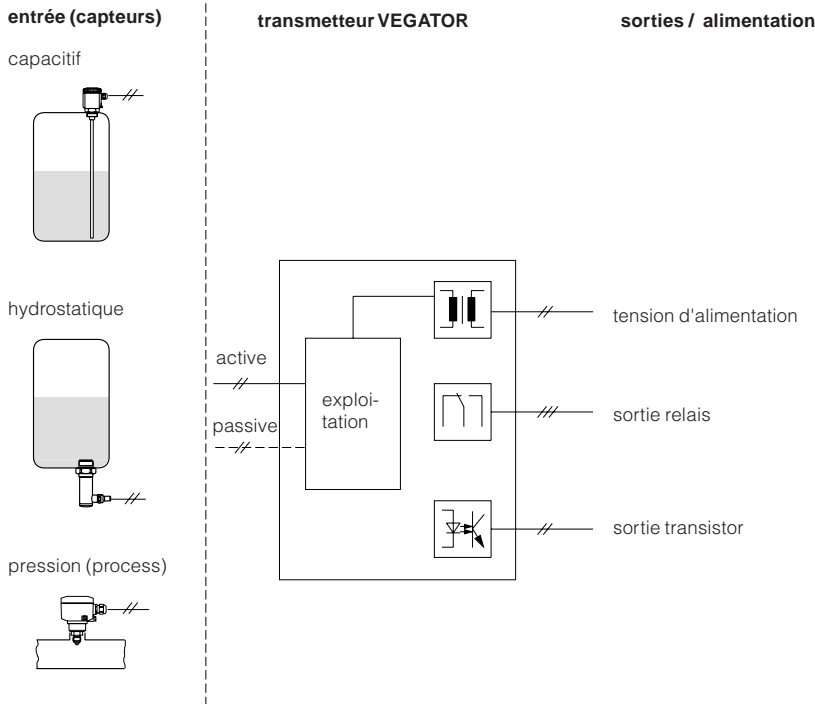 entrée (capteurs)
transmetteur VEGATOR
sorties / alimentation
capacitif
hydrostatique
pression (process)
active
passive
exploi-
tation
tension d'alimentation
sortie relais
sortie transistor